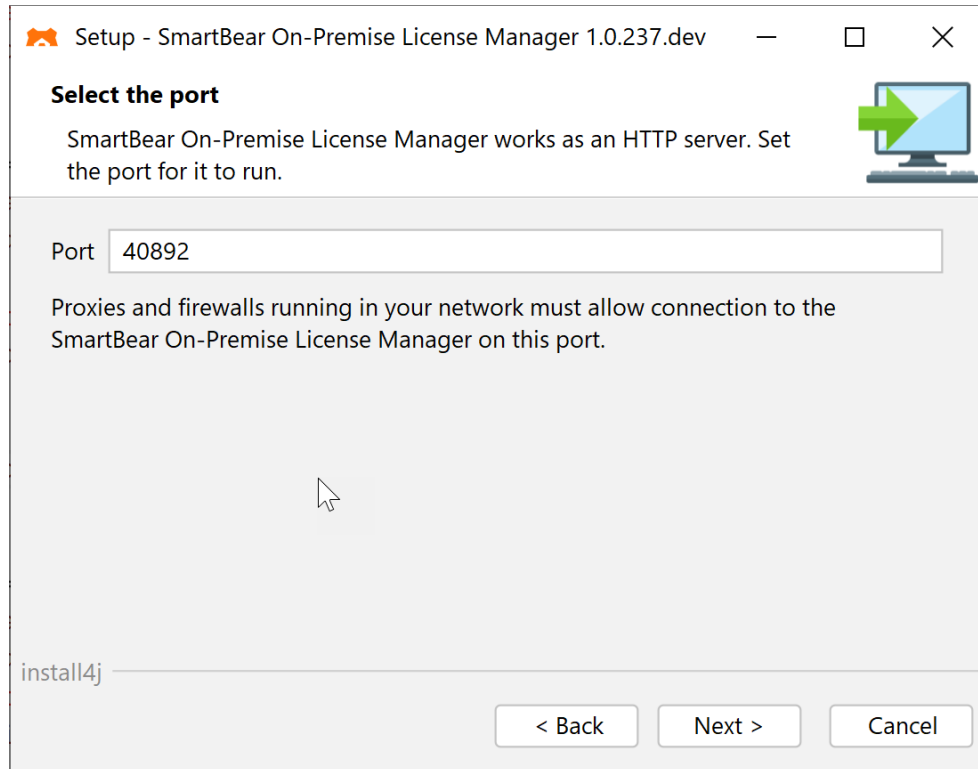 Setup - SmartBear On-Premise License Manager 1.0.237.dev
Select the port
SmartBear On-Premise License Manager works as an HTTP server. Set
the port for it to run.
Port 40892
Proxies and firewalls running in your network must allow connection to the
SmartBear On-Premise License Manager on this port.
install4j
< Back Next > Cancel